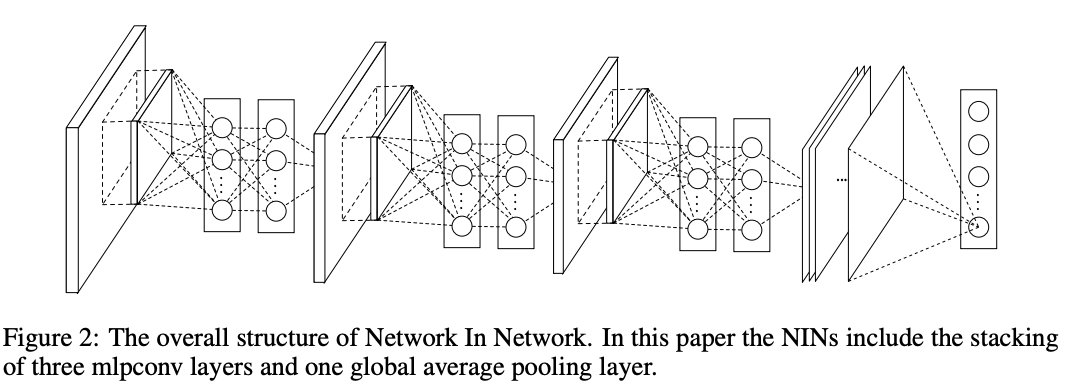 ...
Figure 2: The overall structure of Network In Network. In this paper the NINs include the stacking
of three mlpconv layers and one global average pooling layer.